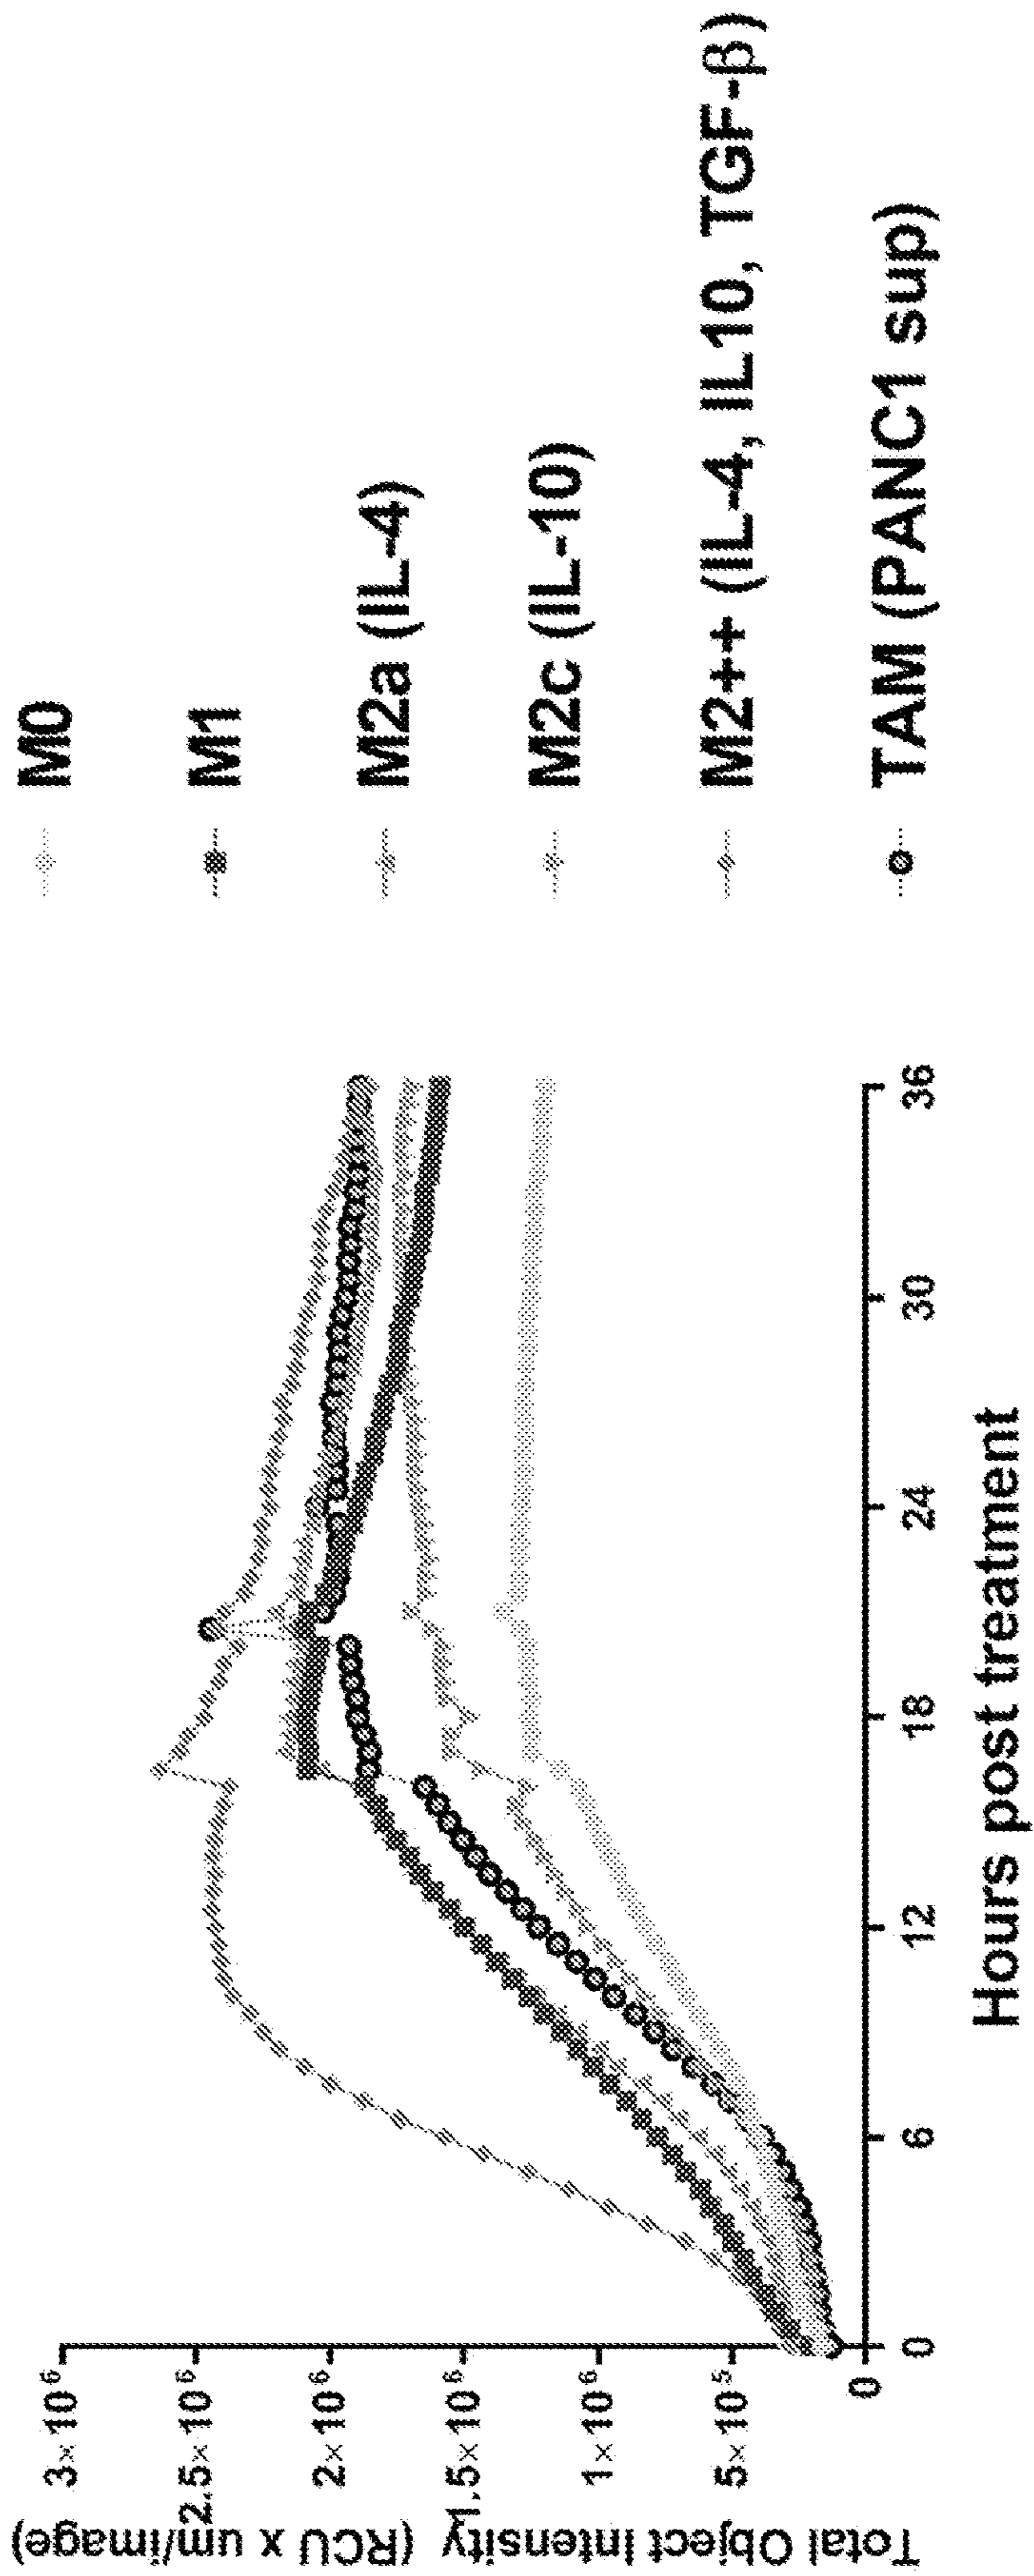 Total Object Intensity (RCU x um/image)
3×10⁶
2.5×10⁶
2×10⁶
1.5×10⁶
1×10⁶
5×10⁵
0
0 6 12 18 24 30 36
Hours post treatment
M0
M1
M2a (IL-4)
M2c (IL-10)
M2++ (IL-4, IL10, TGF-β)
TAM (PANC1 sup)